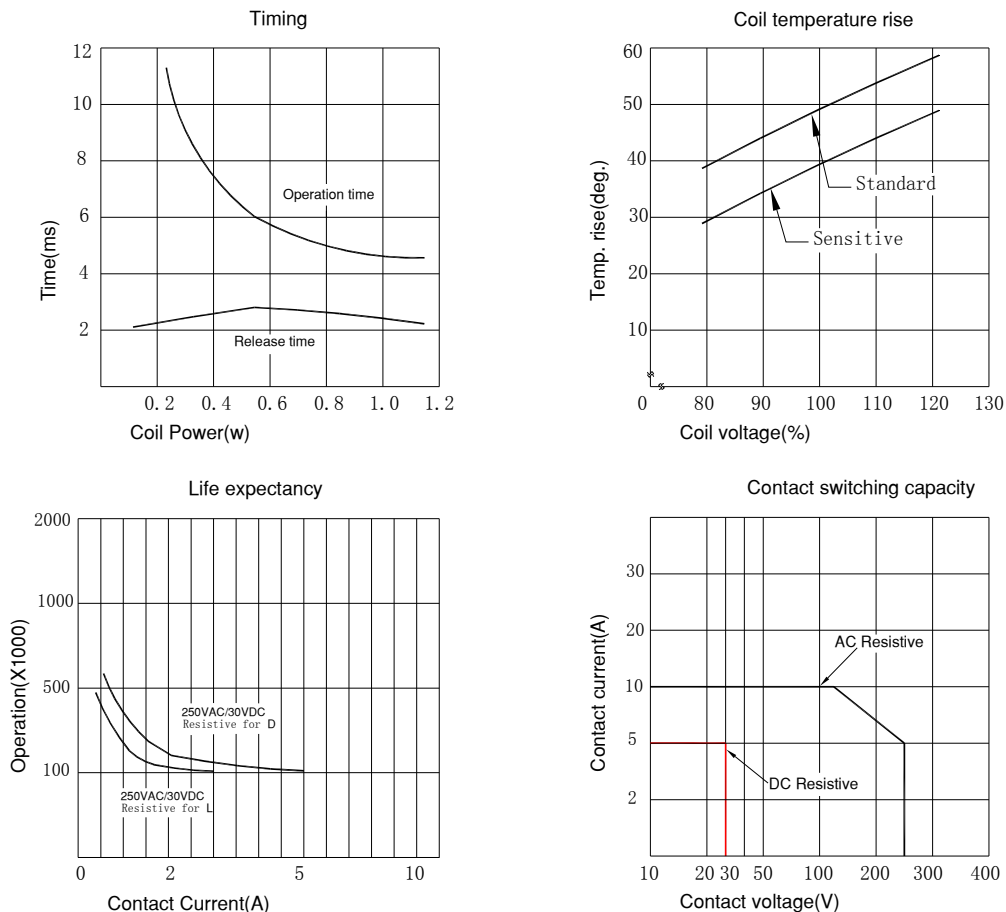 Timing
12
10
8
6
4
2
Time(ms)
Operation time
Release time
0.2 0.4 0.6 0.8 1.0 1.2
Coil Power(w)
Coil temperature rise
60
50
40
30
20
10
Temp. rise(deg.)
Standard
Sensitive
0 80 90 100 110 120 130
Coil voltage(%)
Life expectancy
2000
1000
500
100
Operation(X1000)
250VAC/30VDC
Resistive for D
250VAC/30VDC
Resistive for L
0 2 5 10
Contact Current(A)
Contact switching capacity
30
20
10
5
2
Contact current(A)
AC Resistive
DC Resistive
10 20 30 50 100 200 300 400
Contact voltage(V)